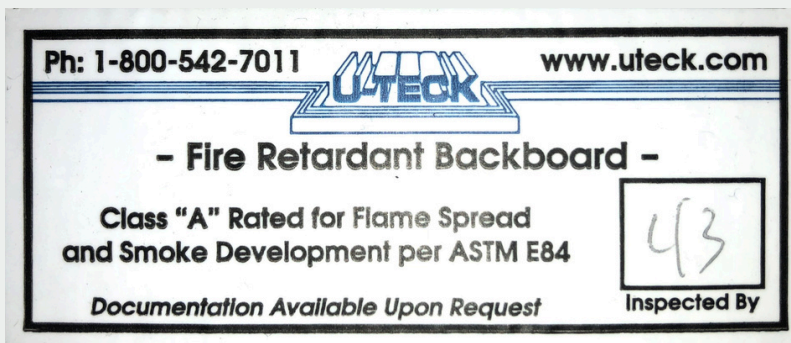 Ph: 1-800-542-7011
www.uteck.com
U-TECK
- Fire Retardant Backboard -
Class "A" Rated for Flame Spread
and Smoke Development per ASTM E84
43
Documentation Available Upon Request
Inspected By